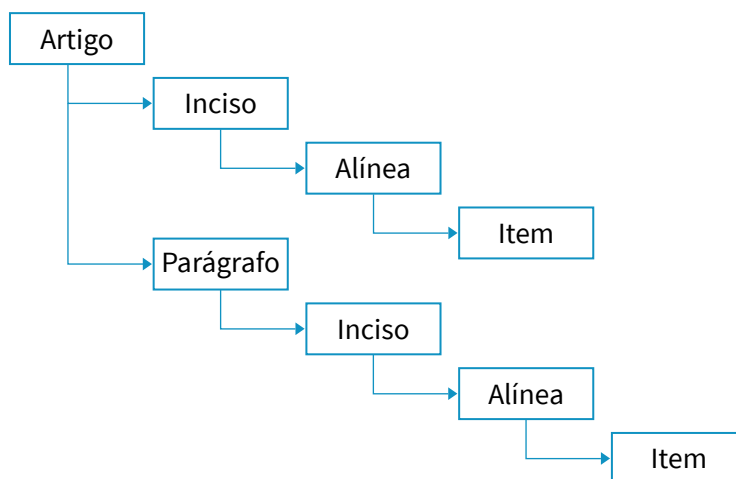 Artigo
Inciso
Alínea
Item
Parágrafo
Inciso
Alínea
Item